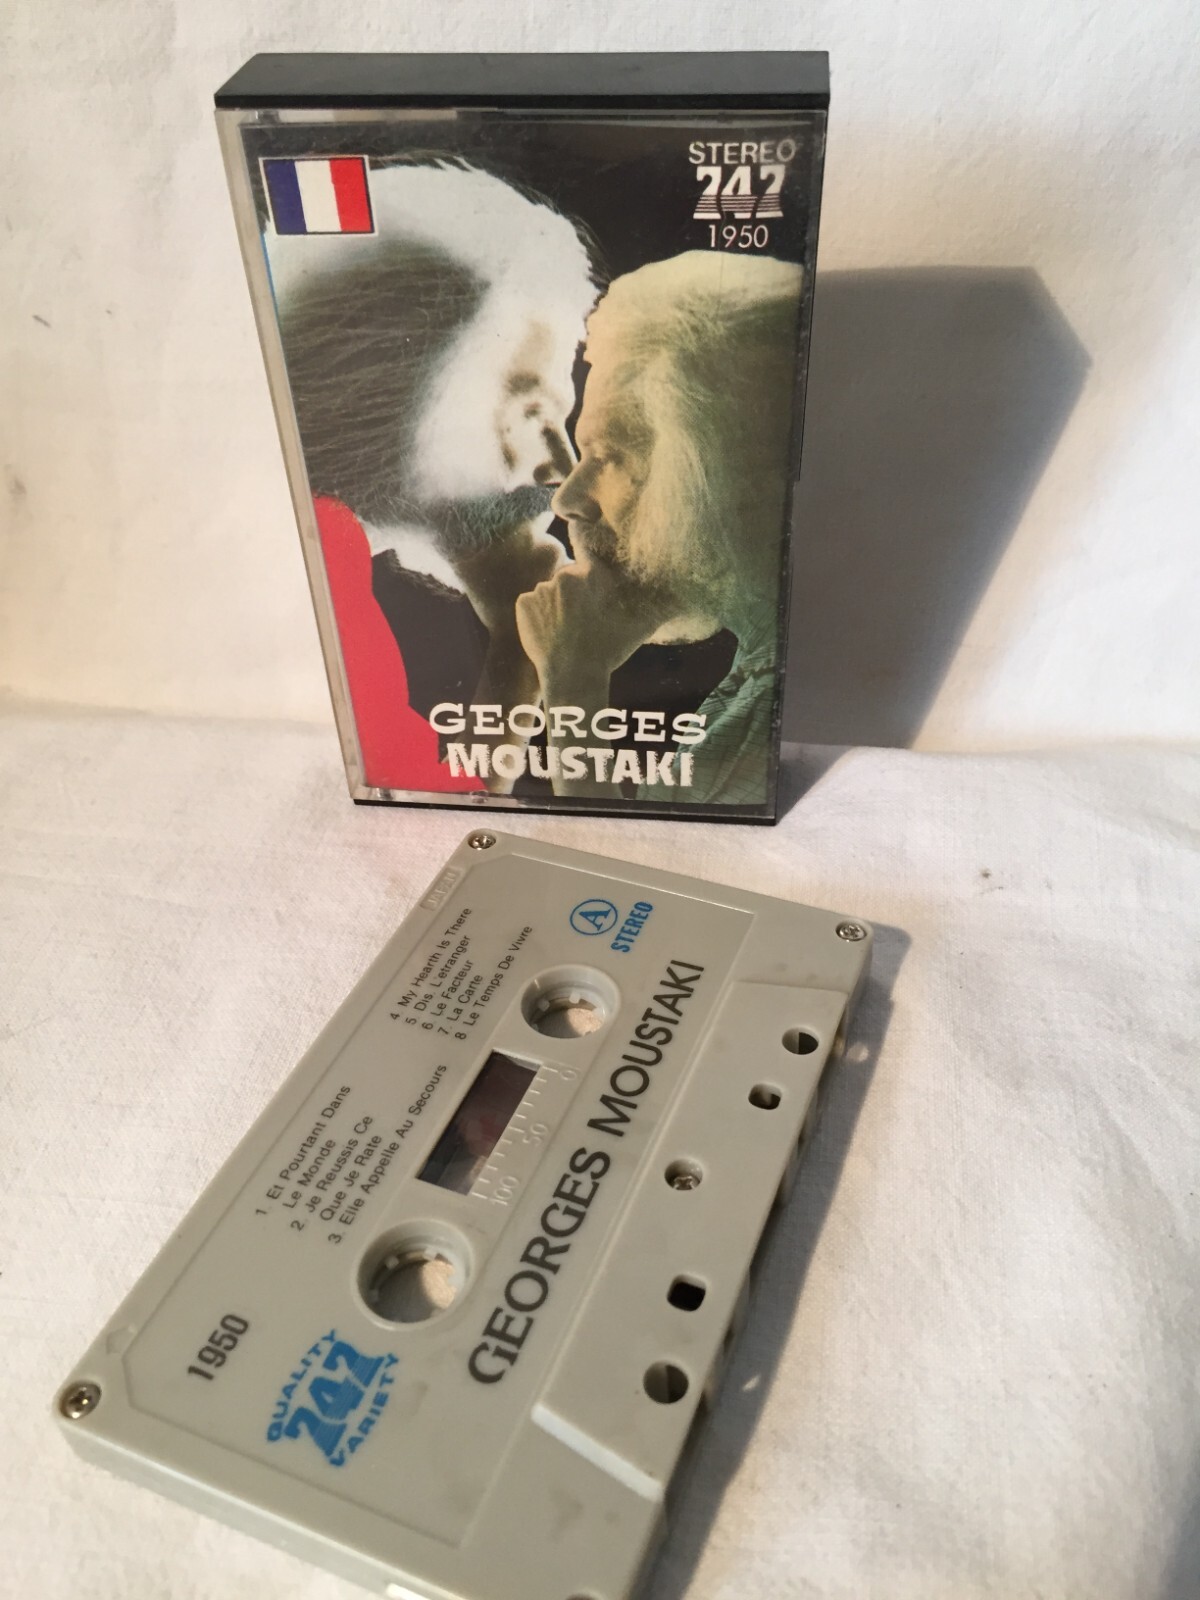 STEREO
747
1950
GEORGES
MOUSTAKI
A
STEREO
4 My Hearth Is There
5 Dis L'etranger
6 Le Facteur
7. La Carte
8 Le Temps De Vivre
1. Et Pourtant Dans
Le Monde
2. Je Reussis Ce
Que Je Rate
3. Elle Appelle Au Secours
0
50
100
GEORGES MOUSTAKI
1950
QUALITY
747
VARIETY